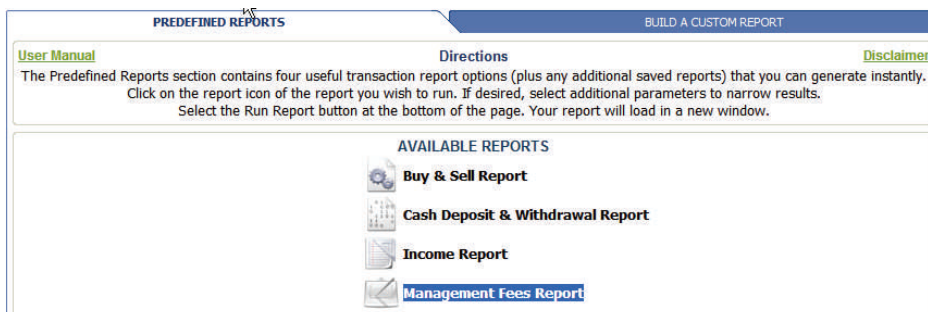 PREDEFINED REPORTS
BUILD A CUSTOM REPORT
User Manual
Directions
Disclaimer
The Predefined Reports section contains four useful transaction report options (plus any additional saved reports) that you can generate instantly.
Click on the report icon of the report you wish to run. If desired, select additional parameters to narrow results.
Select the Run Report button at the bottom of the page. Your report will load in a new window.
AVAILABLE REPORTS
Buy & Sell Report
Cash Deposit & Withdrawal Report
Income Report
Management Fees Report